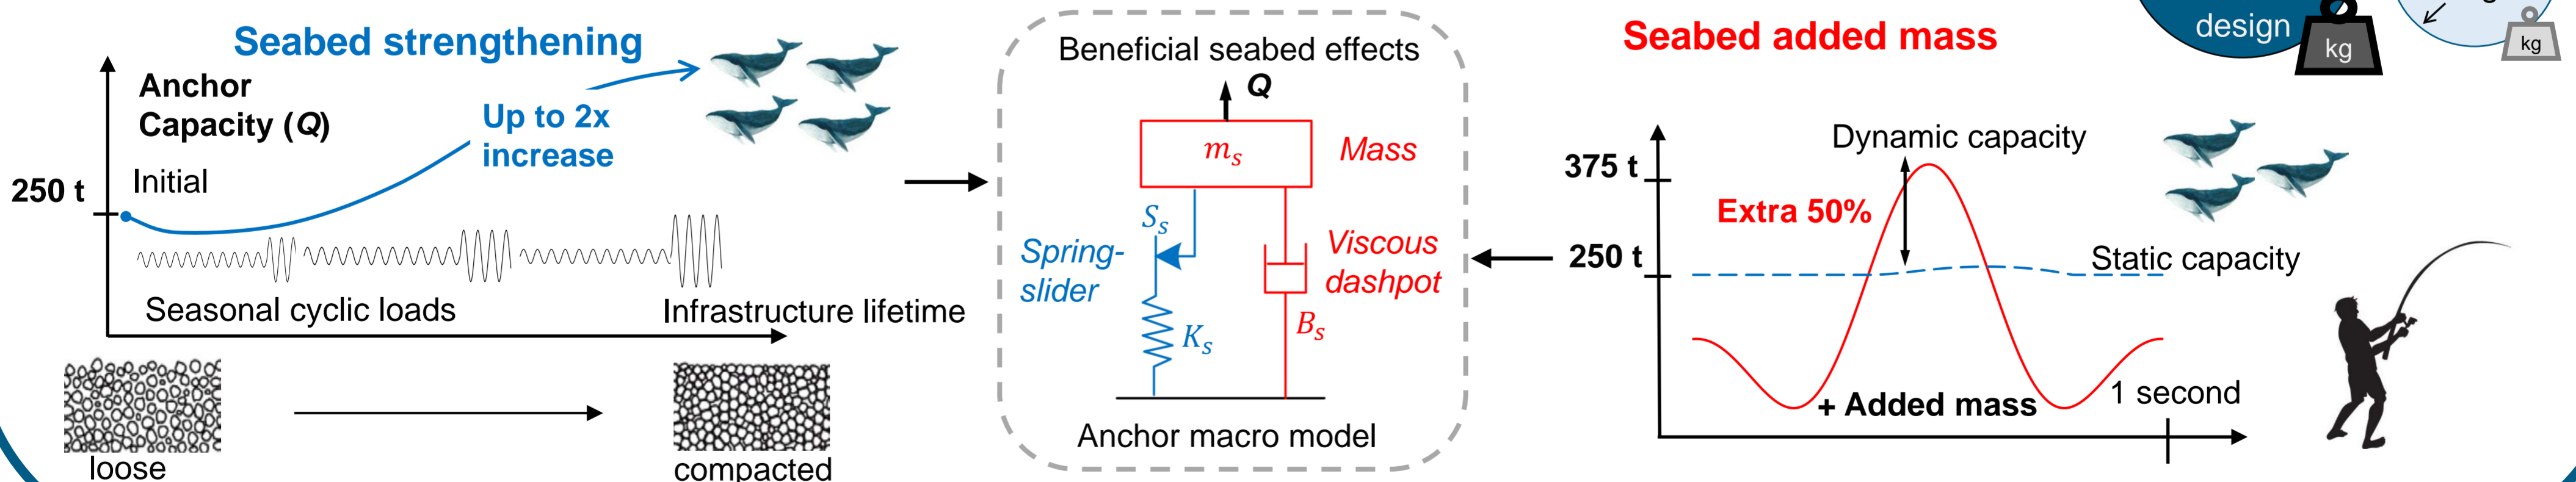 Seabed strengthening
Anchor
Capacity (Q)
Initial
250 t
Up to 2x
increase
Seasonal cyclic loads
Infrastructure lifetime
loose
compacted
Beneficial seabed effects
Q
m_s
Mass
S_s
Spring-
slider
K_s
Viscous
dashpot
B_s
Anchor macro model
Seabed added mass
design
kg
kg
375 t
250 t
Dynamic capacity
Extra 50%
Static capacity
+ Added mass
1 second